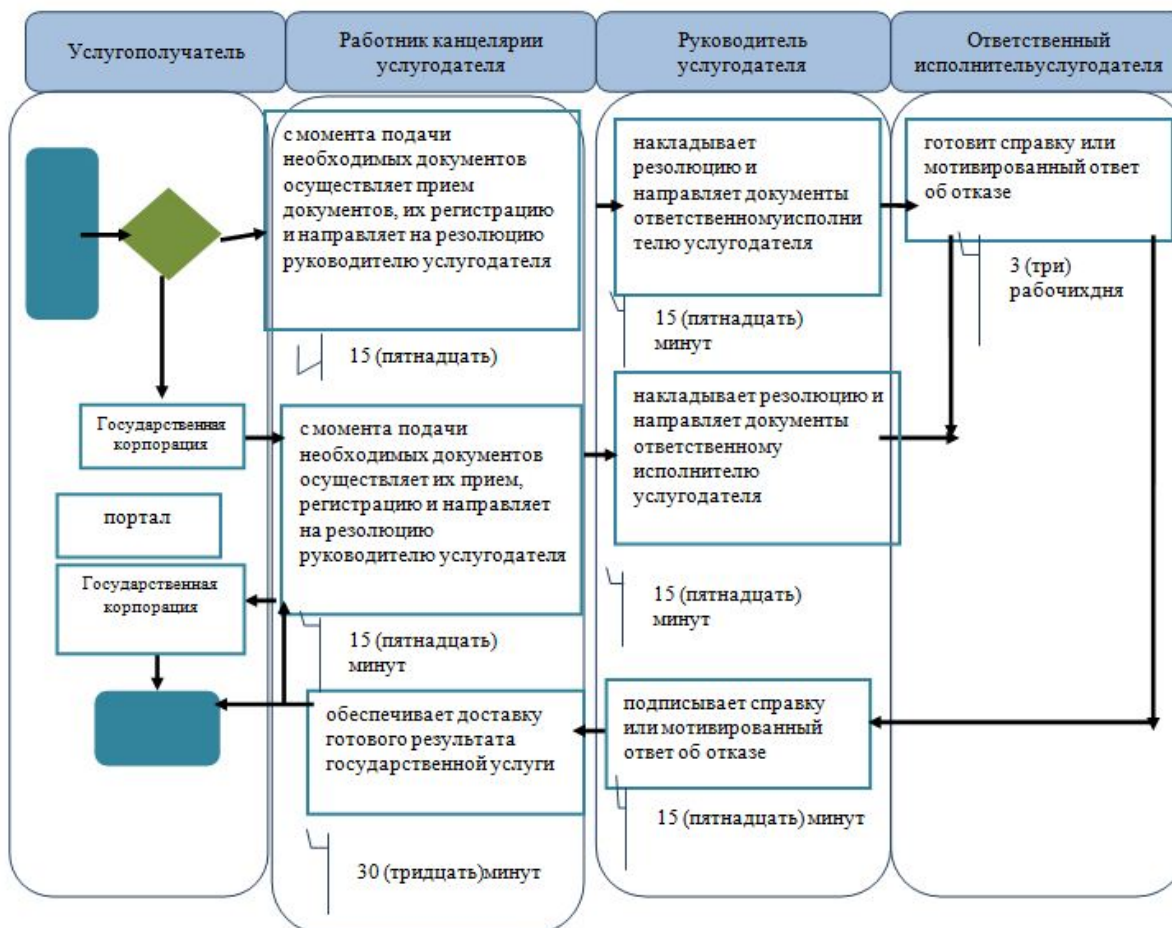 Услугополучатель
Работник канцелярии
услугодателя
Руководитель
услугодателя
Ответственный
исполнительуслугодателя
с момента подачи
необходимых документов
осуществляет прием
документов, их регистрацию
и направляет на резолюцию
руководителю услугодателя
15 (пятнадцать)
накладывает
резолюцию и
направляет документы
ответственномуисполни
телю услугодателя
15 (пятнадцать)
минут
готовит справку или
мотивированный ответ
об отказе
3 (три)
рабочихдня
Государственная
корпорация
с момента подачи
необходимых документов
осуществляет их прием,
регистрацию и направляет
на резолюцию
руководителю услугодателя
15 (пятнадцать)
минут
накладывает резолюцию и
направляет документы
ответственному
исполнителю
услугодателя
15 (пятнадцать)
минут
портал
Государственная
корпорация
обеспечивает доставку
готового результата
государственной услуги
30 (тридцать)минут
подписывает справку
или мотивированный
ответ об отказе
15 (пятнадцать) минут